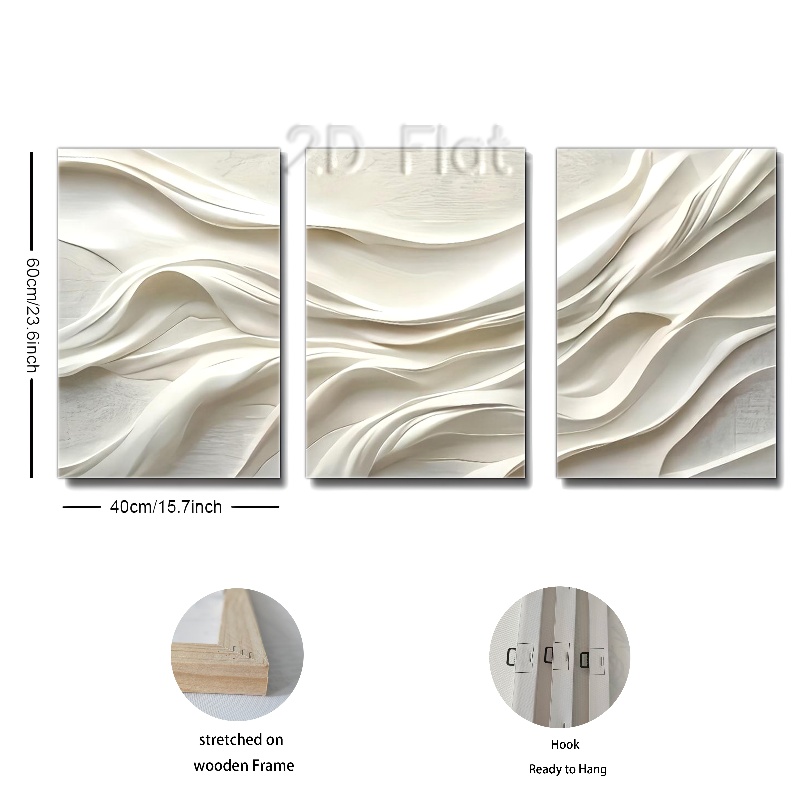 2D Flat
60cm/23.6inch
40cm/15.7inch
stretched on
wooden Frame
Hook
Ready to Hang